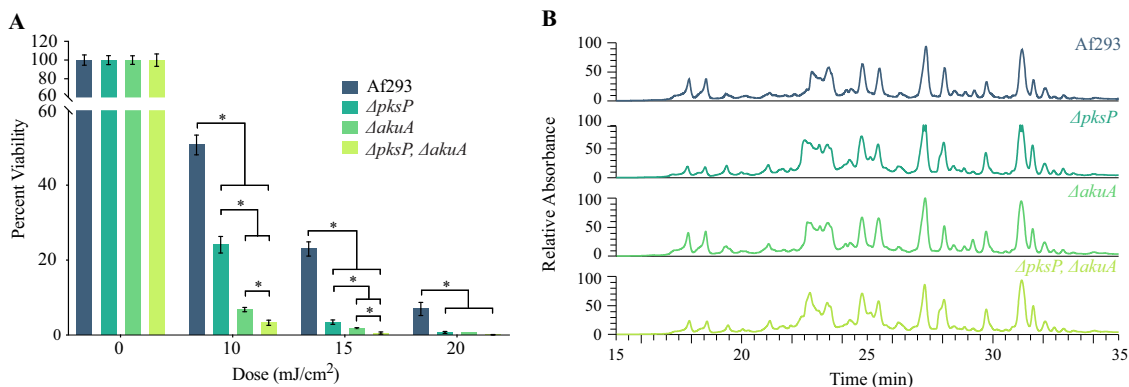 A
Percent Viability
120
100
80
60
40
20
0
*
*
*
*
*
*
*
Af293
ΔpksP
ΔakuA
ΔpksP, ΔakuA
0
10
15
20
Dose (mJ/cm²)
B
Relative Absorbance
100
50
0
Af293
100
50
0
ΔpksP
100
50
0
ΔakuA
100
50
0
ΔpksP, ΔakuA
15
20
25
30
35
Time (min)